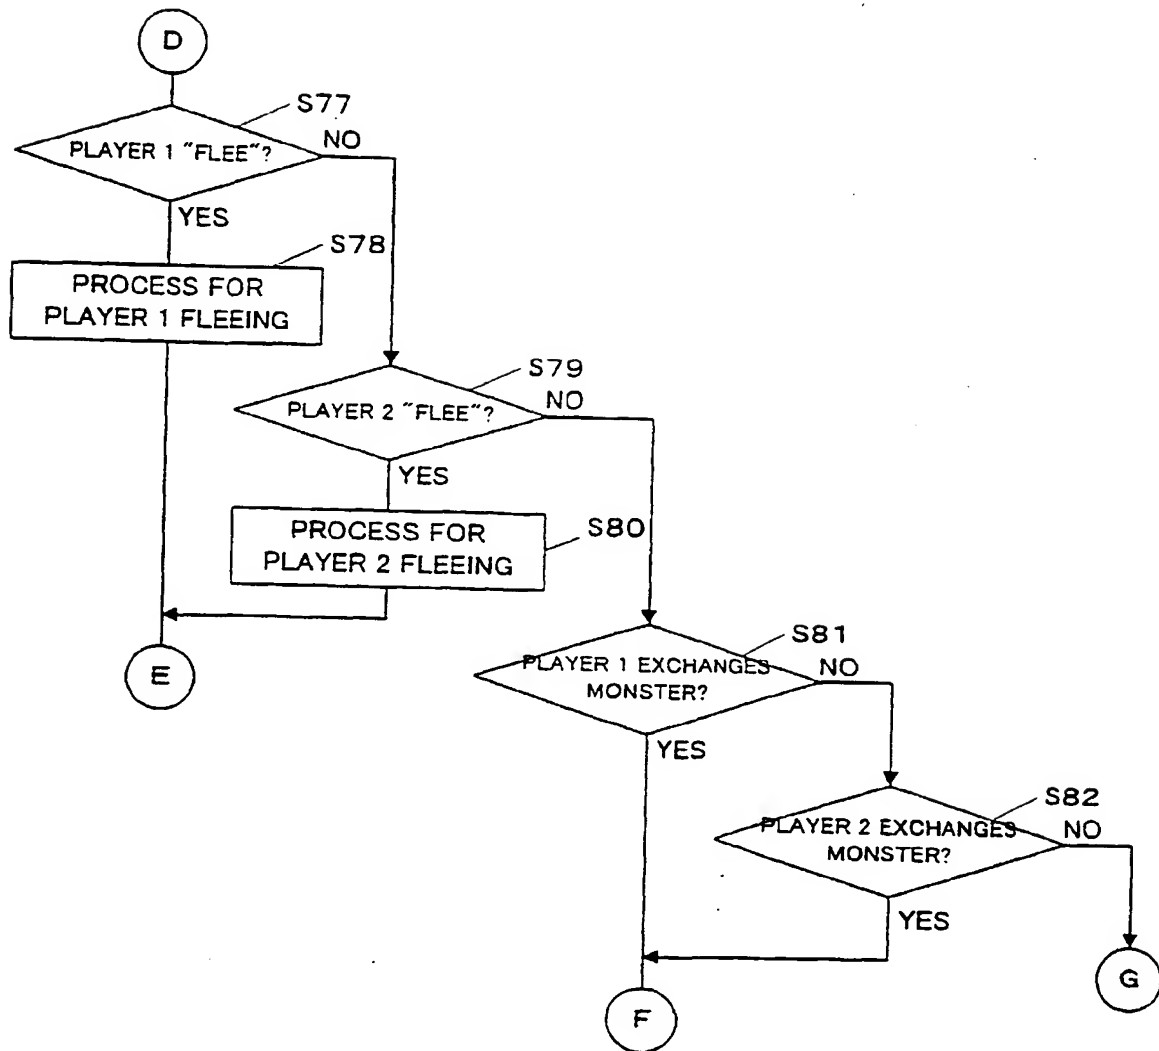 D
S77
PLAYER 1 "FLEE"?
NO
YES
S78
PROCESS FOR
PLAYER 1 FLEEING
S79
PLAYER 2 "FLEE"?
NO
YES
PROCESS FOR
PLAYER 2 FLEEING
S80
E
S81
PLAYER 1 EXCHANGES
MONSTER?
NO
YES
S82
PLAYER 2 EXCHANGES
MONSTER?
NO
YES
G
F